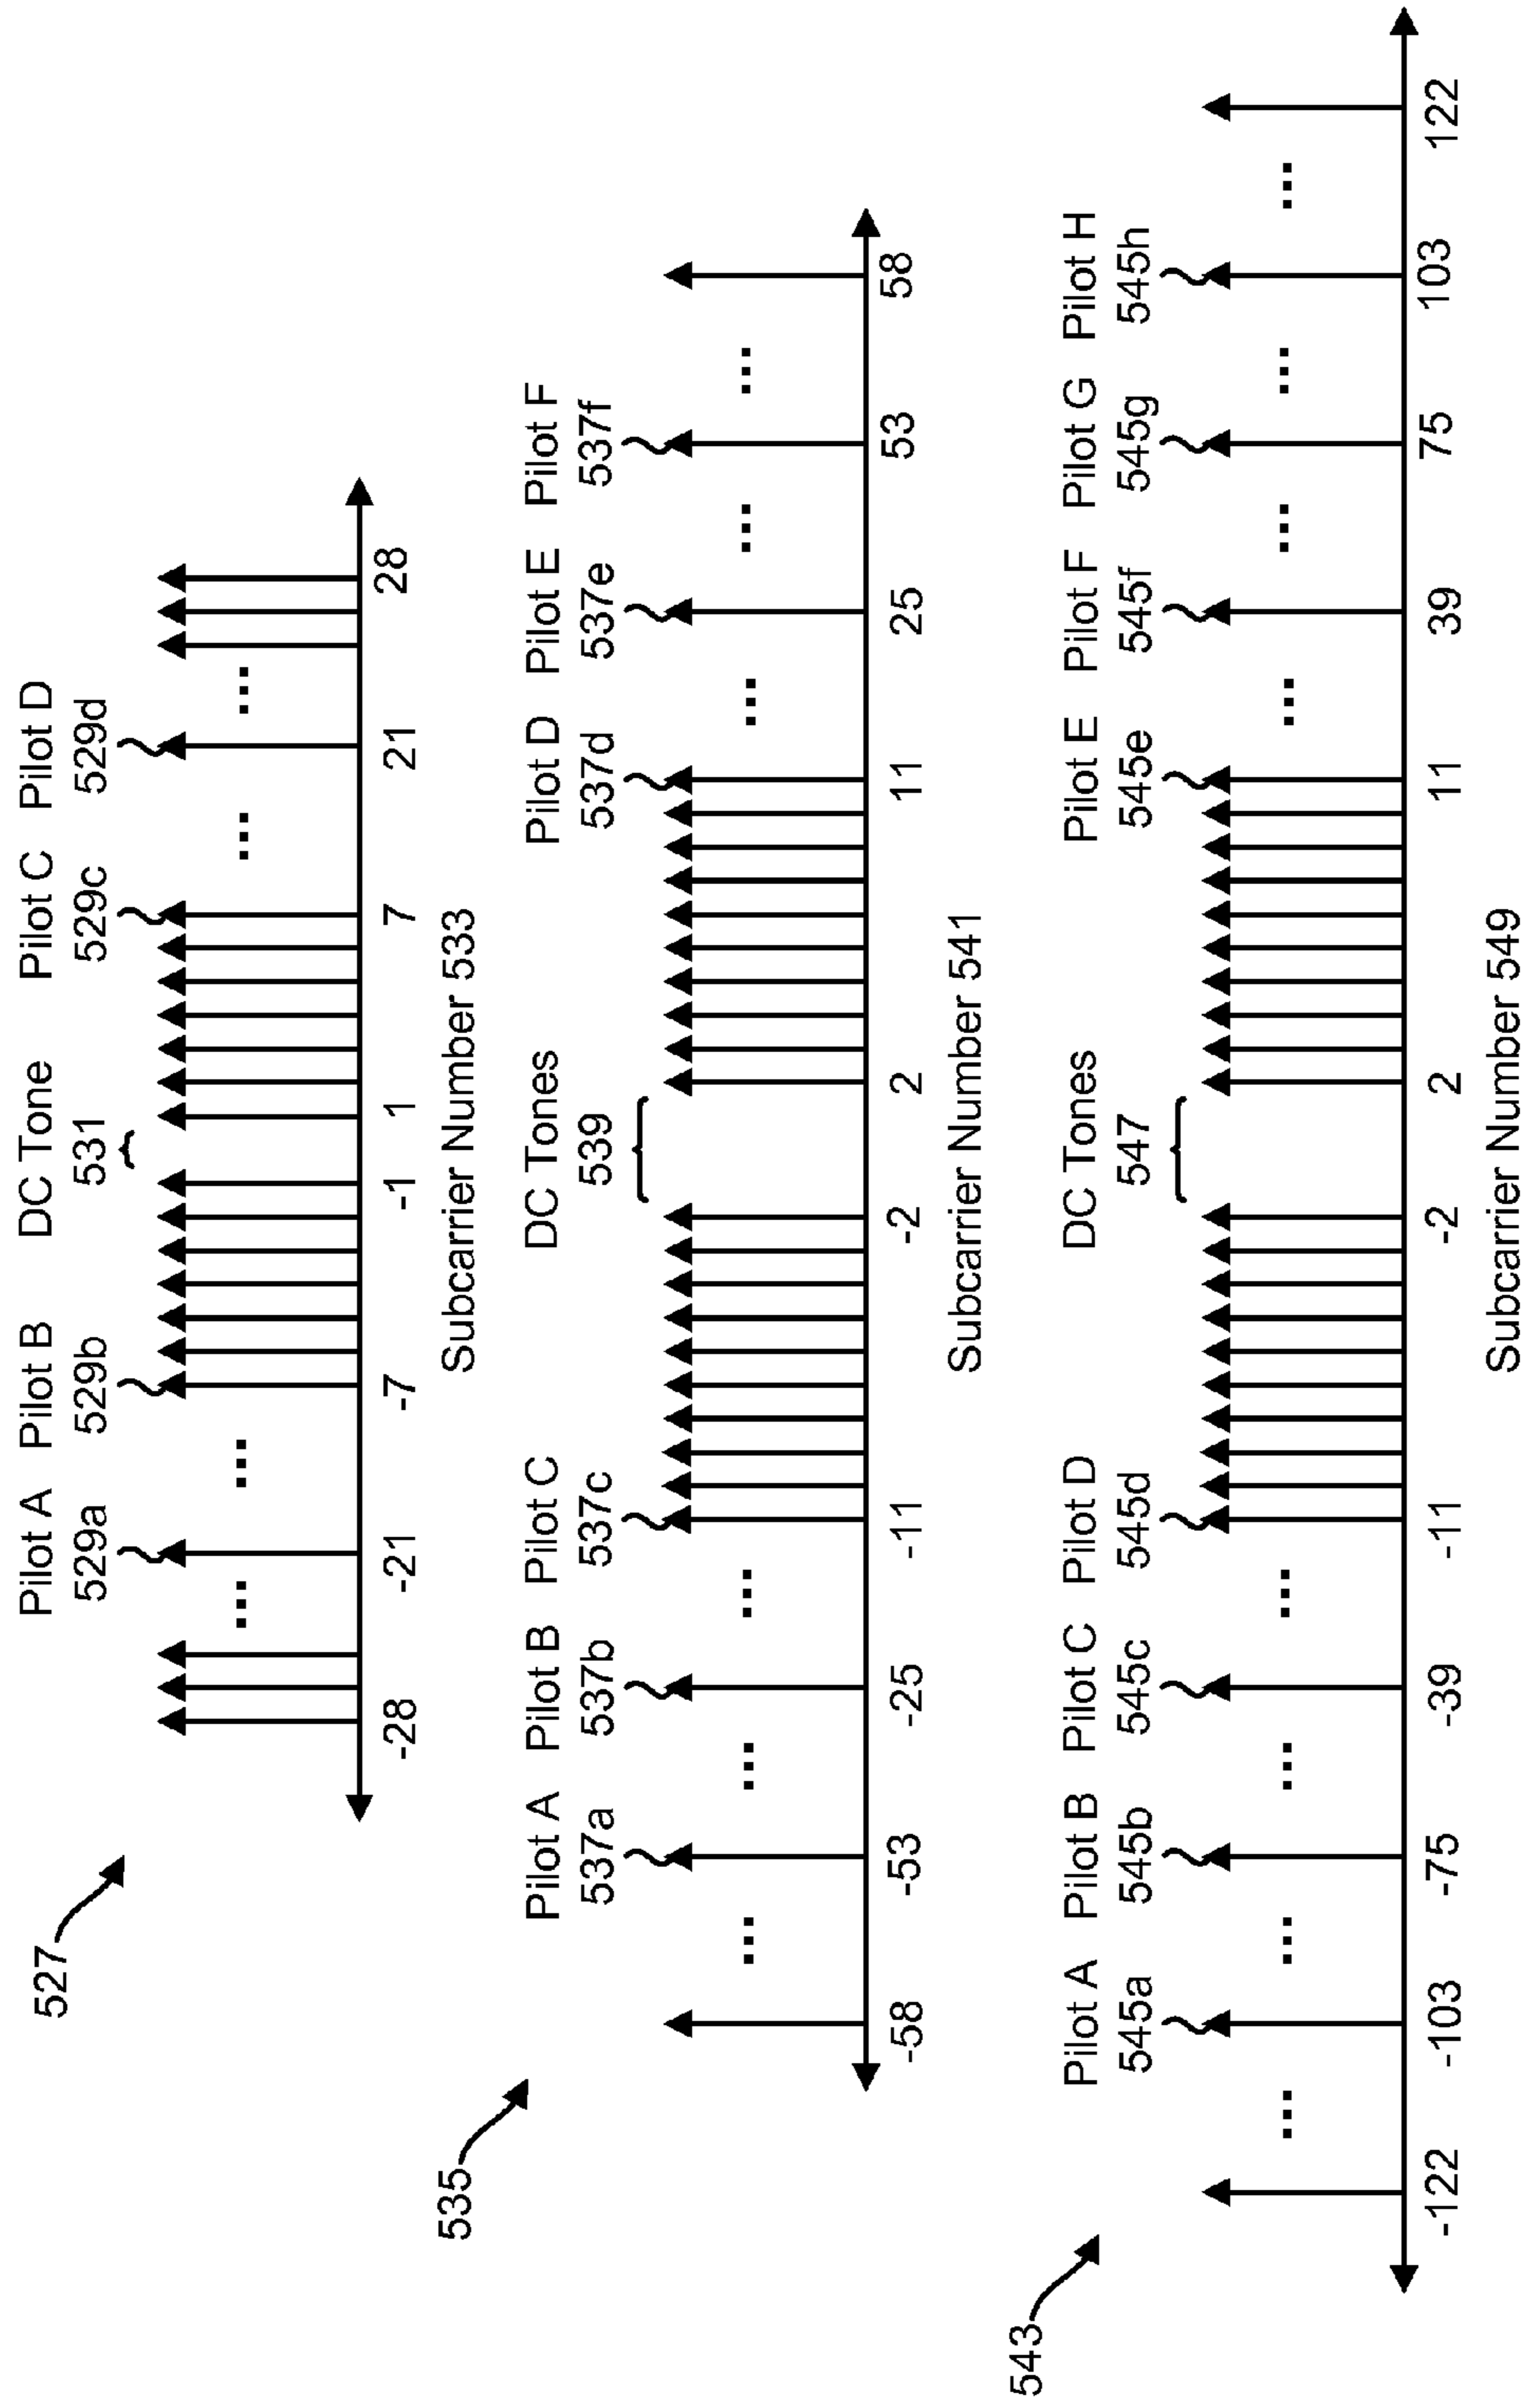 527
Pilot A Pilot B DC Tone Pilot C Pilot D
529a 529b 531 529c 529d
... ... ... ...
-28 -21 -7 -1 1 7 21 28
Subcarrier Number 533
535
Pilot A Pilot B Pilot C DC Tones Pilot D Pilot E Pilot F
537a 537b 537c 539 537d 537e 537f
... ... ... ... ... ...
-58 -53 -25 -11 -2 2 11 25 53 58
Subcarrier Number 541
543
Pilot A Pilot B Pilot C Pilot D DC Tones Pilot E Pilot F Pilot G Pilot H
545a 545b 545c 545d 547 545e 545f 545g 545h
... ... ... ... ... ... ... ...
-122 -103 -75 -39 -11 -2 2 11 39 75 103 122
Subcarrier Number 549